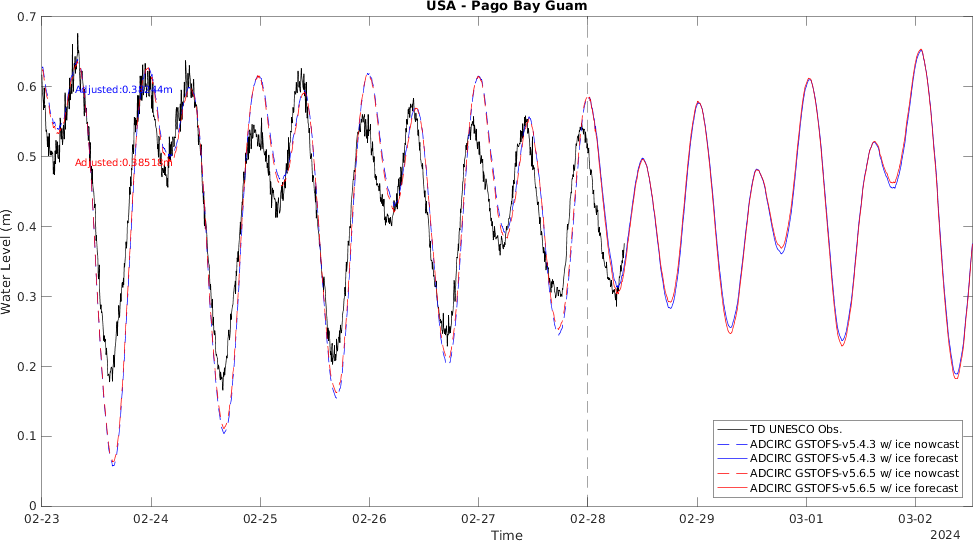 USA - Pago Bay Guam
0.7
0.6
0.5
0.4
0.3
0.2
0.1
0
Water Level (m)
02-23
02-24
02-25
02-26
02-27
02-28
02-29
03-01
03-02
Time
2024
TD UNESCO Obs.
ADCIRC GSTOFS-v5.4.3 w/ ice nowcast
ADCIRC GSTOFS-v5.4.3 w/ ice forecast
ADCIRC GSTOFS-v5.6.5 w/ ice nowcast
ADCIRC GSTOFS-v5.6.5 w/ ice forecast